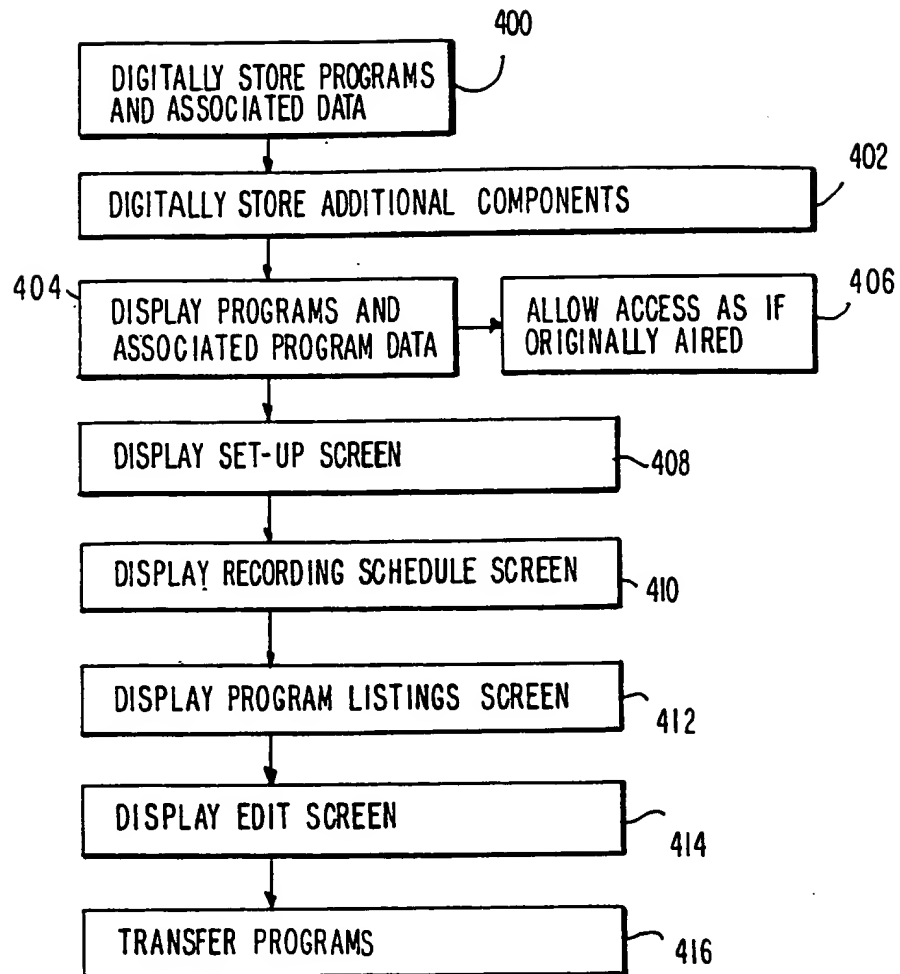 400
DIGITALLY STORE PROGRAMS
AND ASSOCIATED DATA
402
DIGITALLY STORE ADDITIONAL COMPONENTS
404
DISPLAY PROGRAMS AND
ASSOCIATED PROGRAM DATA
406
ALLOW ACCESS AS IF
ORIGINALLY AIRED
DISPLAY SET-UP SCREEN
408
DISPLAY RECORDING SCHEDULE SCREEN
410
DISPLAY PROGRAM LISTINGS SCREEN
412
DISPLAY EDIT SCREEN
414
TRANSFER PROGRAMS
416